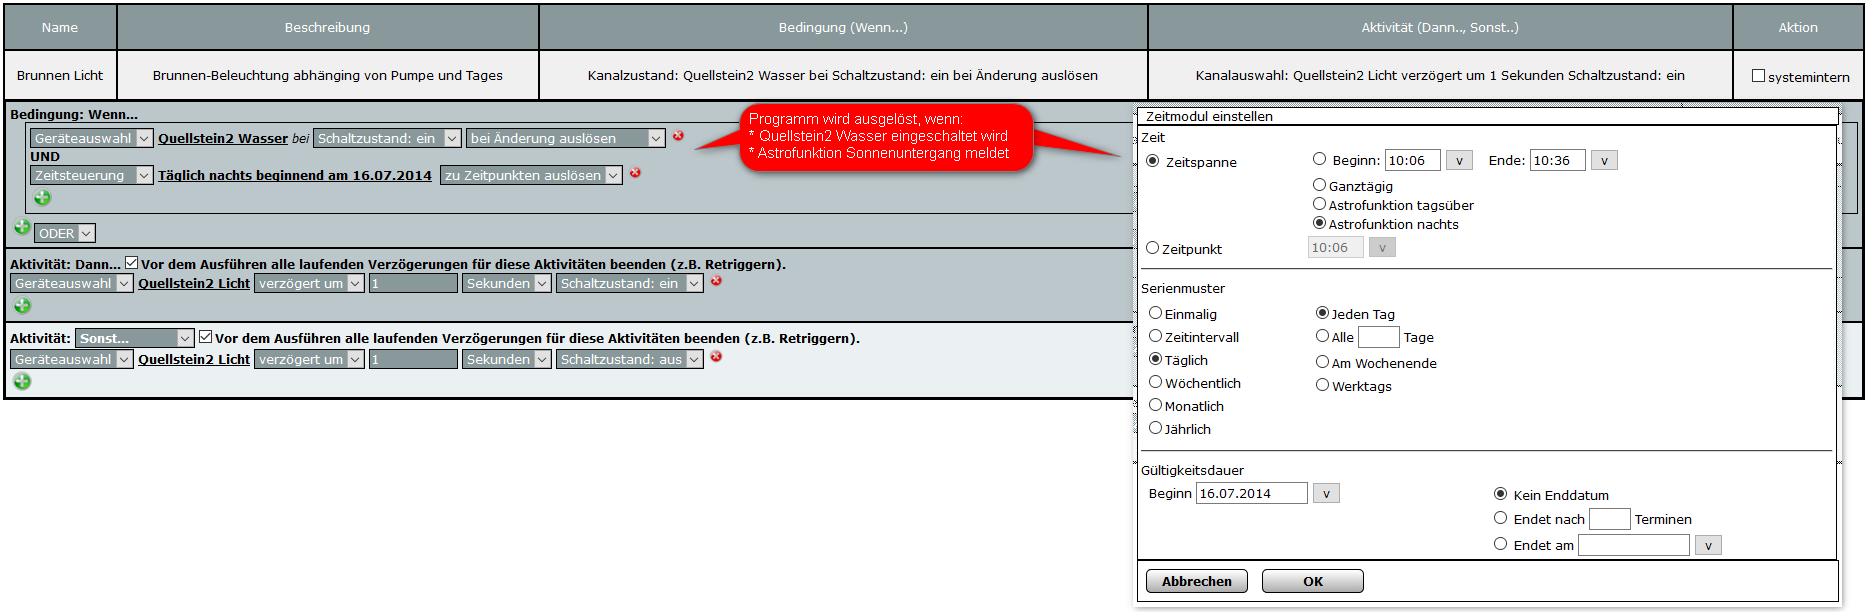 Name Beschreibung Bedingung (Wenn...) Aktivität (Dann.., Sonst..) Aktion
Brunnen Licht Brunnen-Beleuchtung abhänging von Pumpe und Tages Kanalzustand: Quellstein2 Wasser bei Schaltzustand: ein bei Änderung auslösen Kanalauswahl: Quellstein2 Licht verzögert um 1 Sekunden Schaltzustand: ein systemintern
Bedingung: Wenn...
Geräteauswahl Quellstein2 Wasser bei Schaltzustand: ein bei Änderung auslösen
UND
Zeitsteuerung Täglich nachts beginnend am 16.07.2014 zu Zeitpunkten auslösen
ODER
Programm wird ausgelöst, wenn:
* Quellstein2 Wasser eingeschaltet wird
* Astrofunktion Sonnenuntergang meldet
Aktivität: Dann... Vor dem Ausführen alle laufenden Verzögerungen für diese Aktivitäten beenden (z.B. Retriggern).
Geräteauswahl Quellstein2 Licht verzögert um 1 Sekunden Schaltzustand: ein
Aktivität: Sonst... Vor dem Ausführen alle laufenden Verzögerungen für diese Aktivitäten beenden (z.B. Retriggern).
Geräteauswahl Quellstein2 Licht verzögert um 1 Sekunden Schaltzustand: aus
Zeitmodul einstellen
Zeit
Zeitspanne Beginn: 10:06 v Ende: 10:36 v
Ganztägig
Astrofunktion tagsüber
Astrofunktion nachts
Zeitpunkt 10:06 v
Serienmuster
Einmalig Jeden Tag
Zeitintervall Alle Tage
Täglich Am Wochenende
Wöchentlich Werktags
Monatlich
Jährlich
Gültigkeitsdauer
Beginn 16.07.2014 v Kein Enddatum
Endet nach Terminen
Endet am v
Abbrechen OK